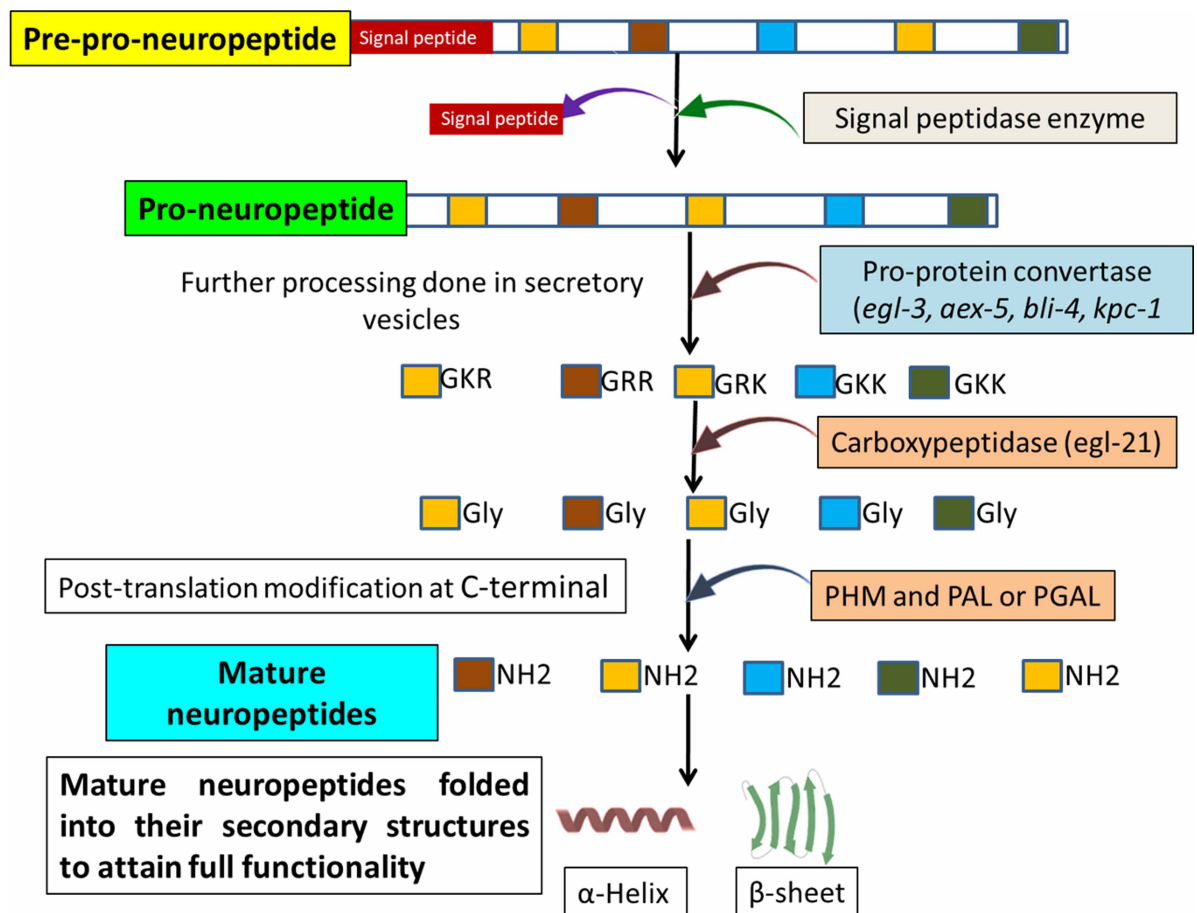 Pre-pro-neuropeptide
Signal peptide
Signal peptide
Signal peptidase enzyme
Pro-neuropeptide
Further processing done in secretory
vesicles
Pro-protein convertase
(egl-3, aex-5, bli-4, kpc-1
GKR
GRR
GRK
GKK
GKK
Carboxypeptidase (egl-21)
Gly
Gly
Gly
Gly
Gly
Post-translation modification at C-terminal
PHM and PAL or PGAL
Mature
neuropeptides
NH2
NH2
NH2
NH2
NH2
Mature neuropeptides folded
into their secondary structures
to attain full functionality
α-Helix
β-sheet